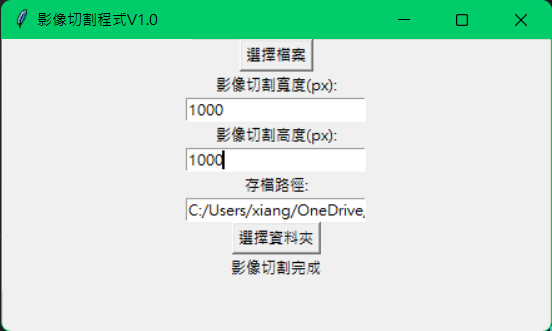 影像切割程式V1.0
選擇檔案
影像切割寬度(px):
1000
影像切割高度(px):
1000
存檔路徑:
C:/Users/xiang/OneDrive,
選擇資料夾
影像切割完成